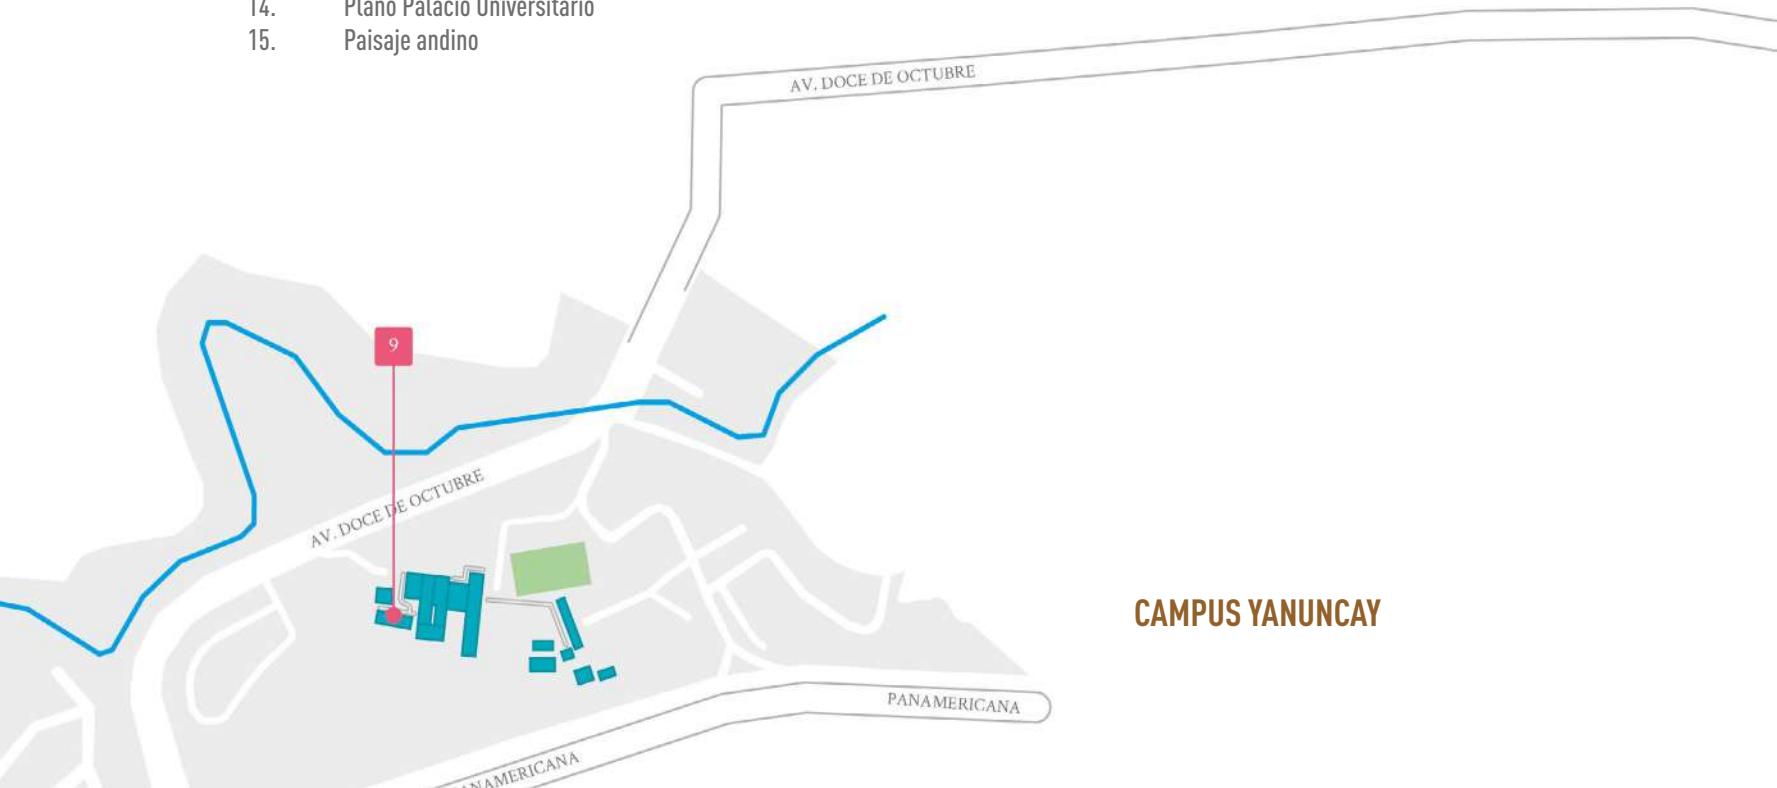 14. Plano Palacio Universitario
15. Paisaje andino
AV. DOCE DE OCTUBRE
9
AV. DOCE DE OCTUBRE
CAMPUS YANUNCAY
PANAMERICANA
PANAMERICANA